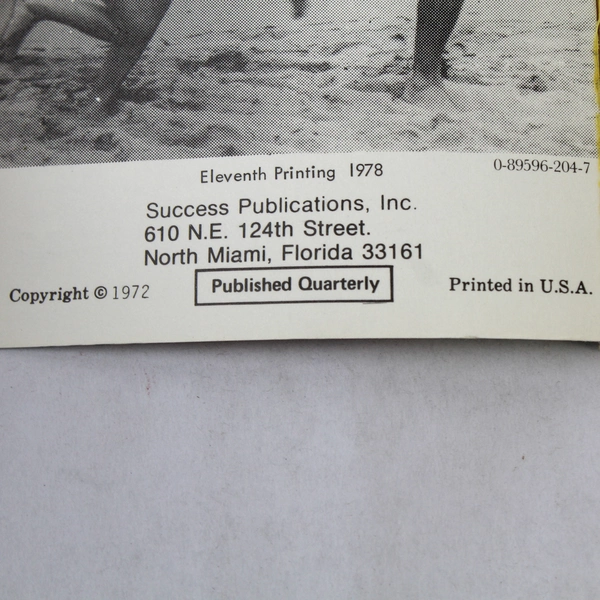 Eleventh Printing 1978
0-89596-204-7
Success Publications, Inc.
610 N.E. 124th Street.
North Miami, Florida 33161
Copyright © 1972
Published Quarterly
Printed in U.S.A.